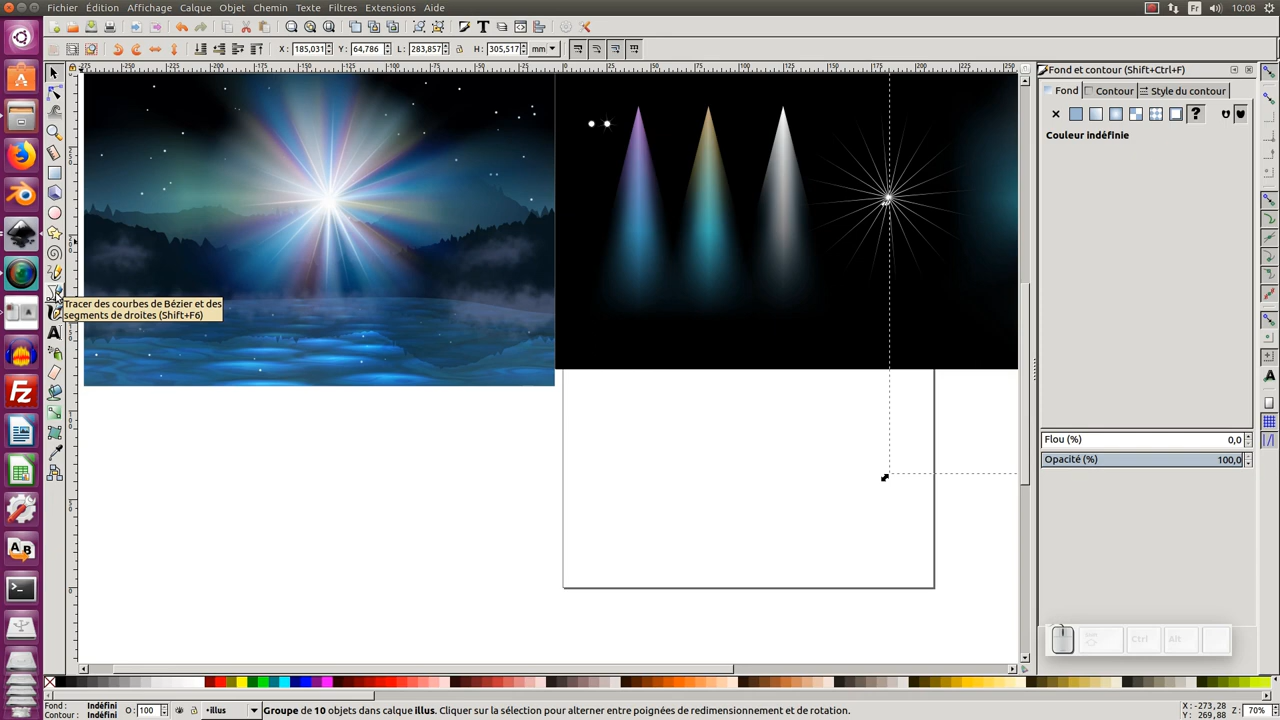 Fichier Édition Affichage Calque Objet Chemin Texte Filtres Extensions Aide
Fr 10:08
X : 185,031 Y : 64,786 L : 283,857 H : 305,517 mm
Fond et contour (Shift+Ctrl+F)
Fond Contour Style du contour
Couleur indéfinie
Tracer des courbes de Bézier et des
segments de droites (Shift+F6)
Flou (%) 0,0
Opacité (%) 100,0
Ctrl Alt
Fond : Indéfini
Contour : Indéfini
O : 100
•illus
Groupe de 10 objets dans calque illus. Cliquer sur la sélection pour alterner entre poignées de redimensionnement et de rotation.
X : -273,28
Y : 269,88
Z : 70%